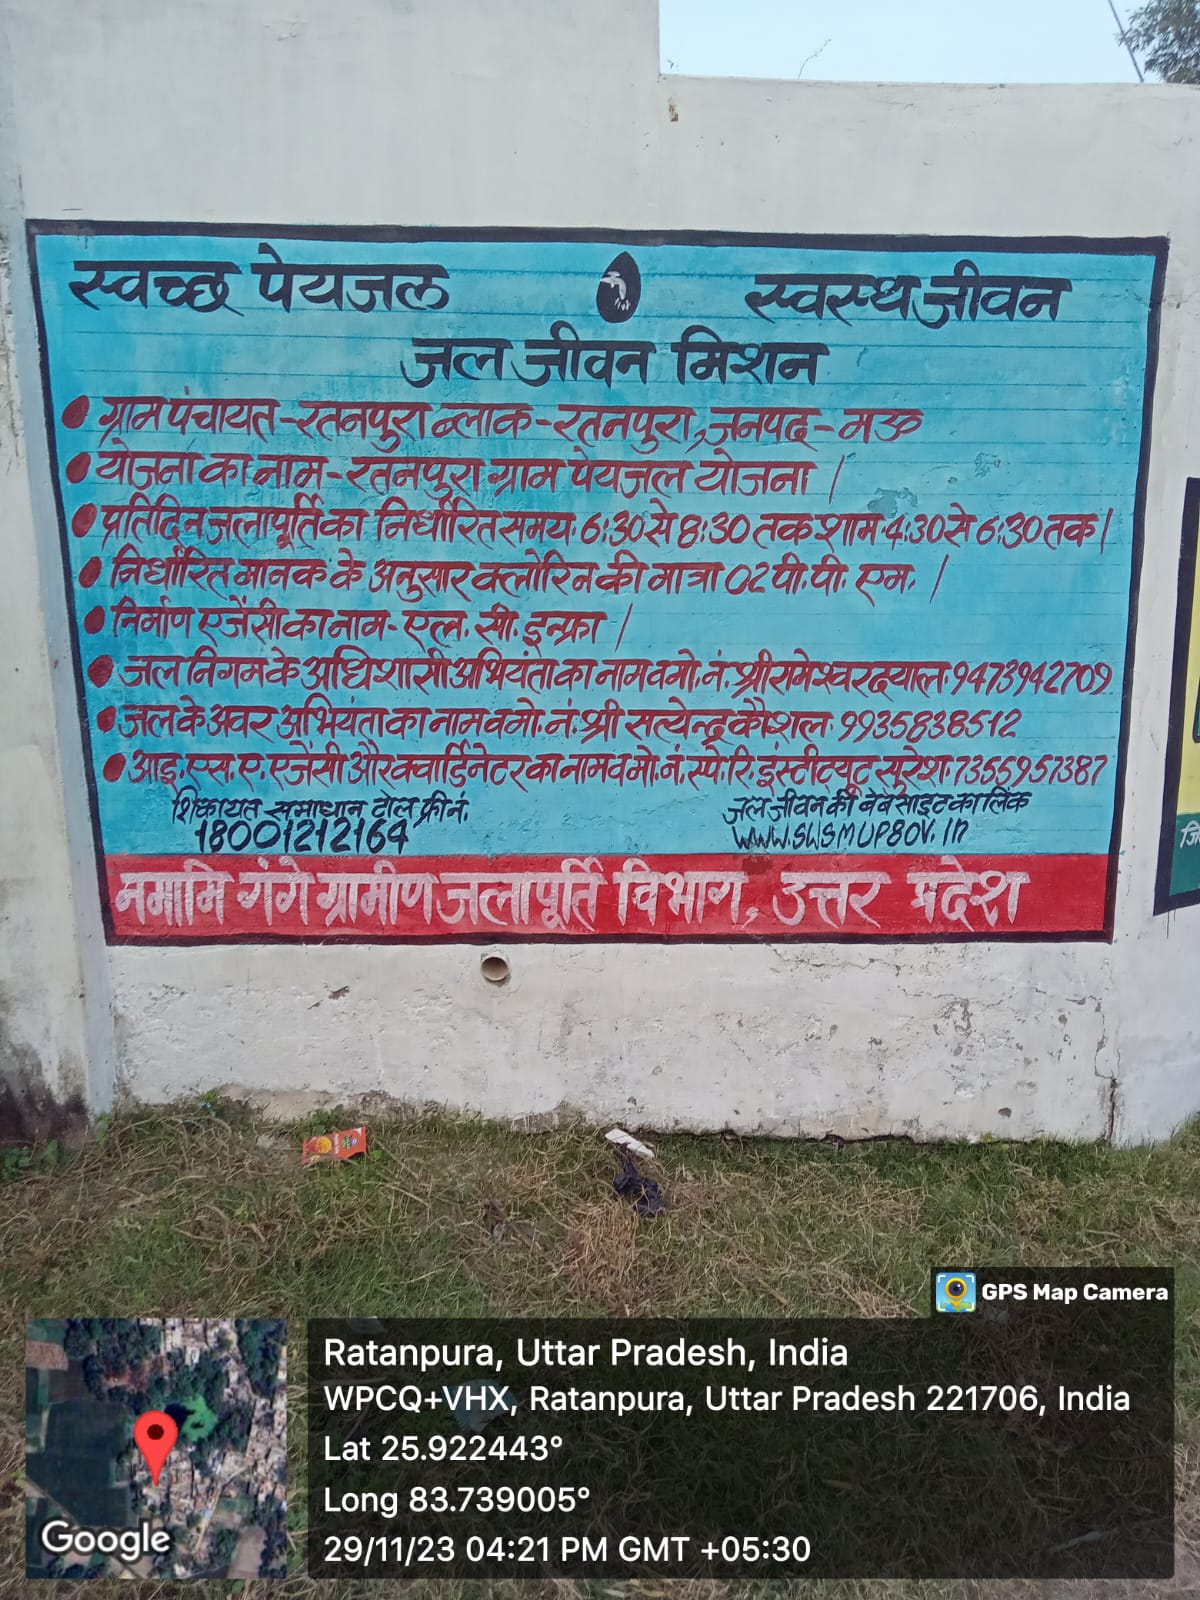 स्वच्छ पेयजल स्वस्थ जीवन
जल जीवन मिशन
ग्राम पंचायत-रतनपुरा ब्लाक-रतनपुरा, जनपद-मऊ
योजना का नाम-रतनपुरा ग्राम पेयजल योजना।
प्रतिदिन जलापूर्ति का निर्धारित समय: 6:30 से 8:30 तक शाम 4:30 से 6:30 तक।
निर्धारित मानक के अनुसार क्लोरिन की मात्रा 02 पी.पी. एम.।
निर्माण एजेंसी का नाम-एल. सी. इन्फ्रा।
जल निगम के अधिशासी अभियंता का नाम व मो. नं. श्री रामेश्वर दयाल. 9473942709
जल के अवर अभियंता का नाम व मो. नं. श्री सत्येन्द्र कौशल. 9935838512
आइ.एस.ए. एजेंसी और क्वार्डिनेटर का नाम व मो. नं. स्पे.रि.इंस्टीट्यूट सुरेश. 7355957387
शिकायत समाधान टोल फ्री नं.
18001212164
जल जीवन की बेब साइट का लिंक
WWW.SWSMUP8OV.in
नमामि गंगे ग्रामीण जलापूर्ति विभाग, उत्तर प्रदेश
जि
GPS Map Camera
Ratanpura, Uttar Pradesh, India
WPCQ+VHX, Ratanpura, Uttar Pradesh 221706, India
Lat 25.922443°
Long 83.739005°
29/11/23 04:21 PM GMT +05:30
Google